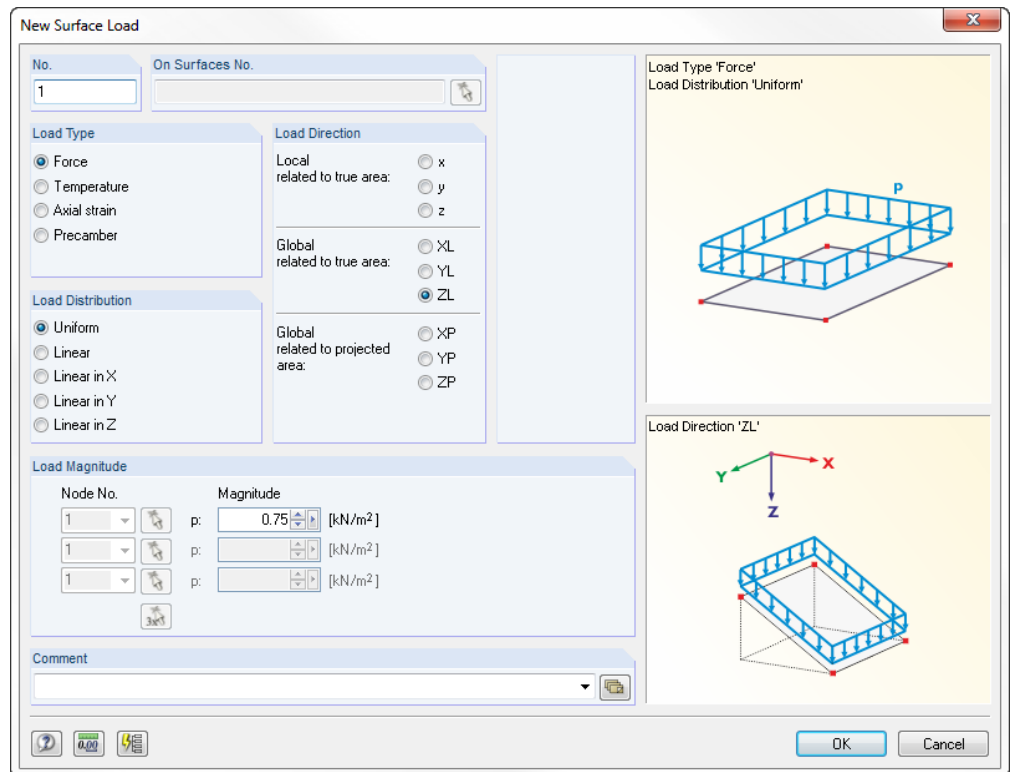 New Surface Load
No.
On Surfaces No.
1
Load Type
Force
Temperature
Axial strain
Precamber
Load Direction
Local
related to true area:
x
y
z
Global
related to true area:
XL
YL
ZL
Global
related to projected
area:
XP
YP
ZP
Load Distribution
Uniform
Linear
Linear in X
Linear in Y
Linear in Z
Load Magnitude
Node No.
Magnitude
1 p: 0.75 [kN/m²]
1 p: [kN/m²]
1 p: [kN/m²]
3x
Comment
Load Type 'Force'
Load Distribution 'Uniform'
p
Load Direction 'ZL'
X
Y
Z
0.00
OK
Cancel